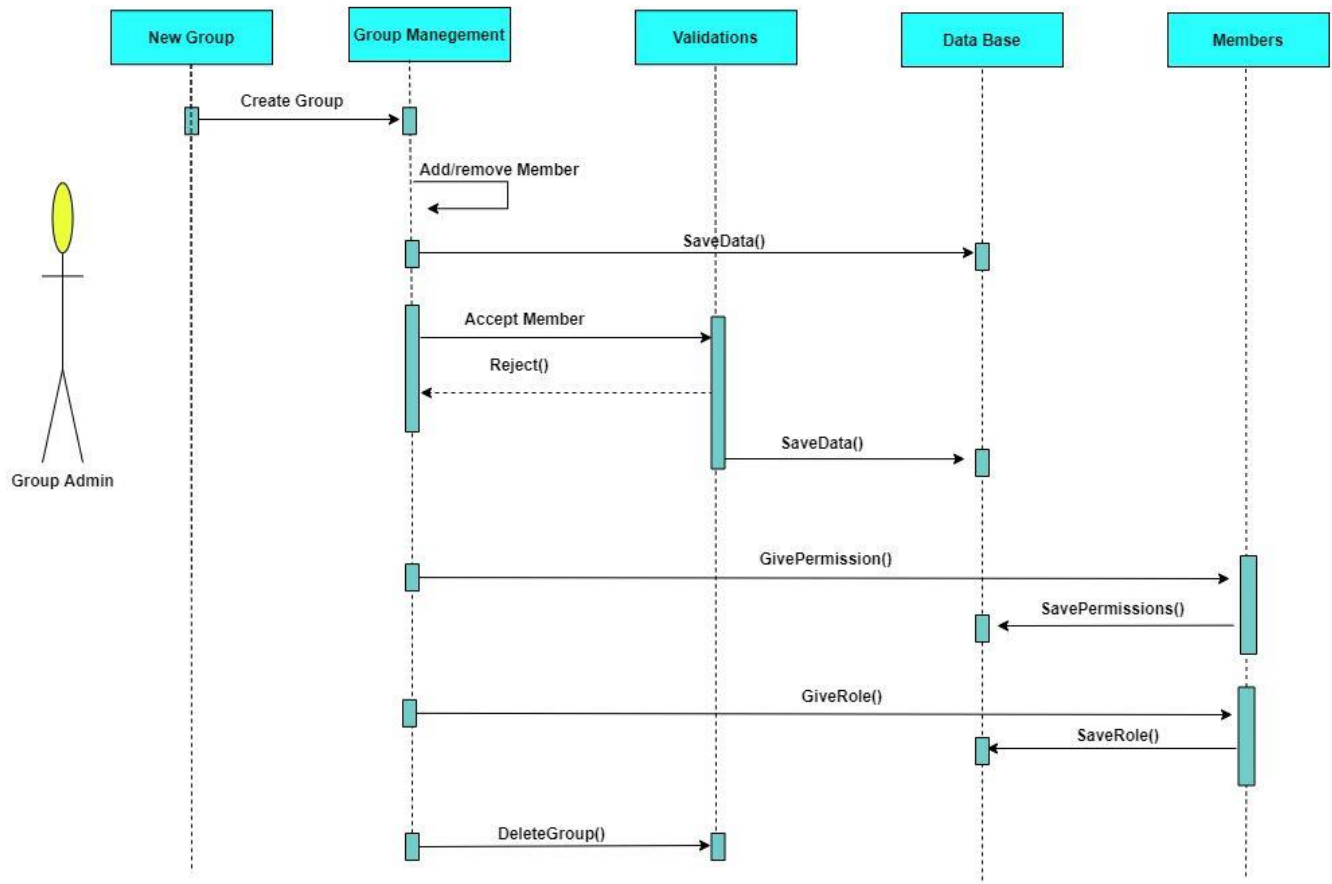 New Group
Group Manegement
Validations
Data Base
Members
Create Group
Add/remove Member
SaveData()
Accept Member
Reject()
SaveData()
Group Admin
GivePermission()
SavePermissions()
GiveRole()
SaveRole()
DeleteGroup()